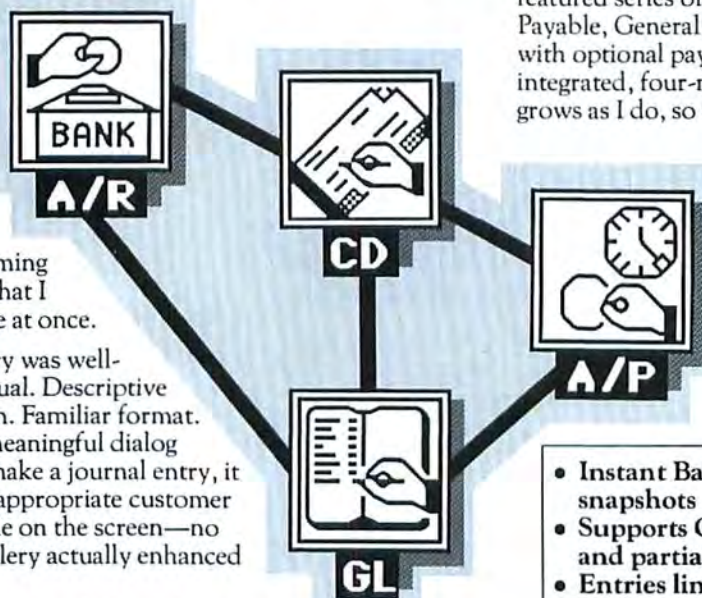 featured series of
Payable, General
with optional pay
integrated, four-
grows as I do, so
BANK
A/R
CD
A/P
GL
ming
hat I
e at once.
ry was well-
ual. Descriptive
n. Familiar format.
meaningful dialog
make a journal entry, it
appropriate customer
e on the screen—no
lery actually enhanced
• Instant Ba
snapshots
• Supports
and partia
• Entries lin